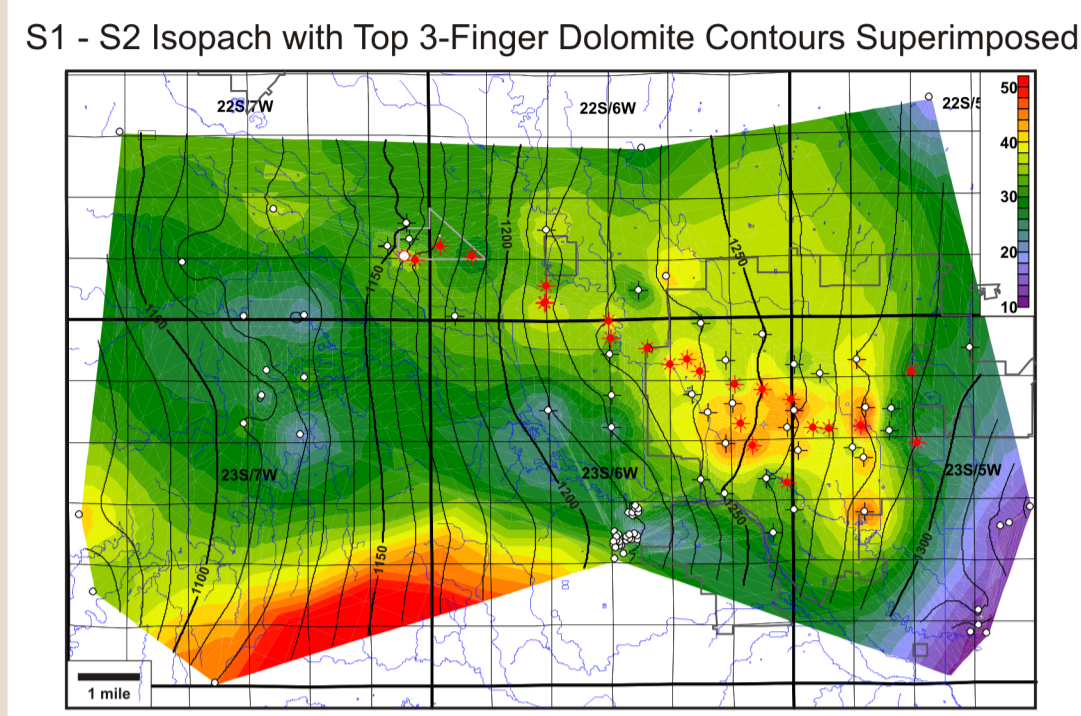 S1 - S2 Isopach with Top 3-Finger Dolomite Contours Superimposed
22S/7W
22S/6W
22S/5
50
40
30
20
10
1200
1250
1150
1100
23S/7W
23S/6W
23S/5W
1200
1250
1300
1150
1100
1 mile